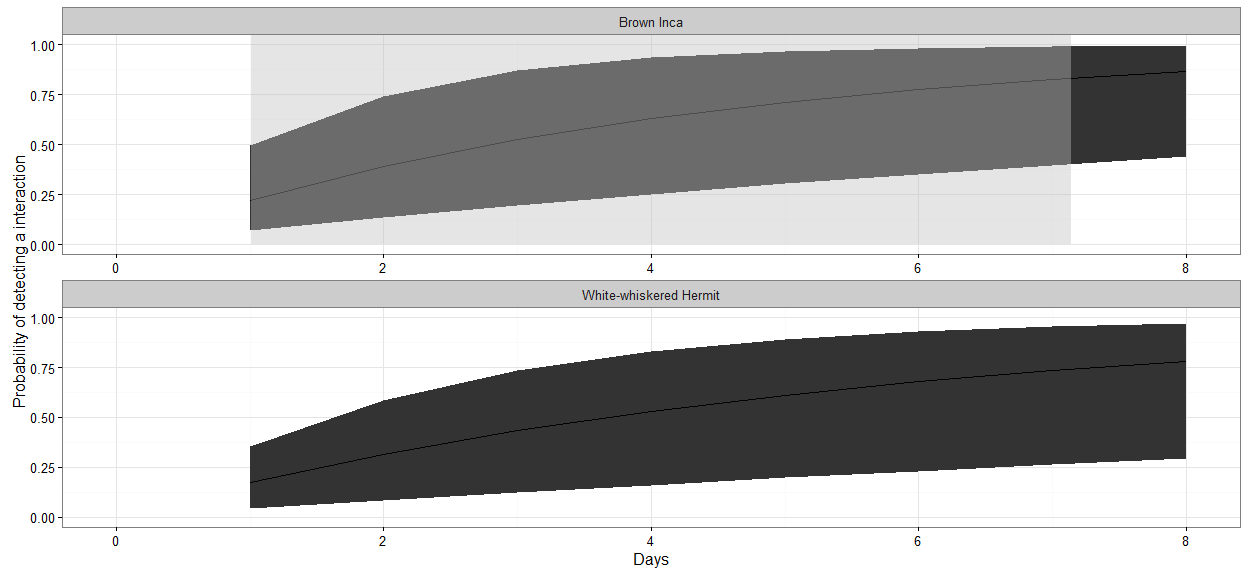 Brown Inca
1.00
0.75
0.50
0.25
0.00
0 2 4 6 8
Probability of detecting a interaction
White-whiskered Hermit
1.00
0.75
0.50
0.25
0.00
0 2 4 6 8
Days